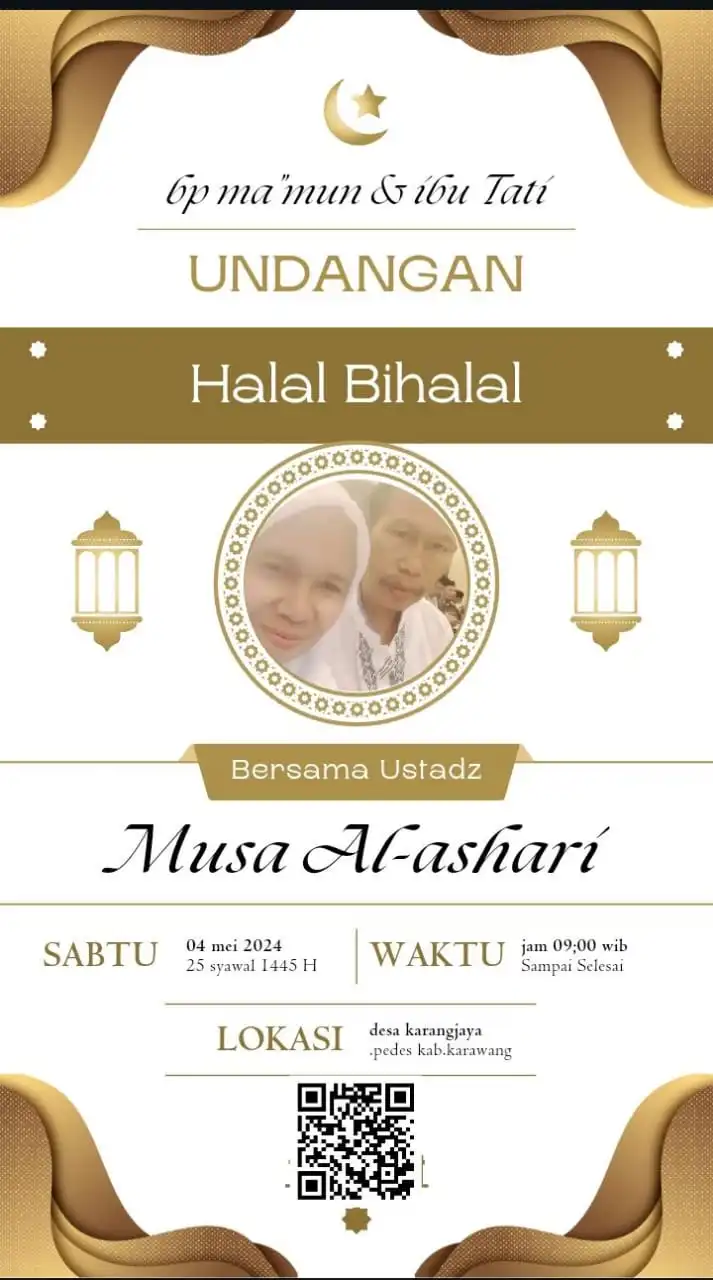 bp ma"mun & ibu Tati
UNDANGAN
Halal Bihalal
Bersama Ustadz
Musa Al-ashari
SABTU
04 mei 2024
25 syawal 1445 H
WAKTU
jam 09;00 wib
Sampai Selesai
LOKASI
desa karangjaya
.pedes kab.karawang